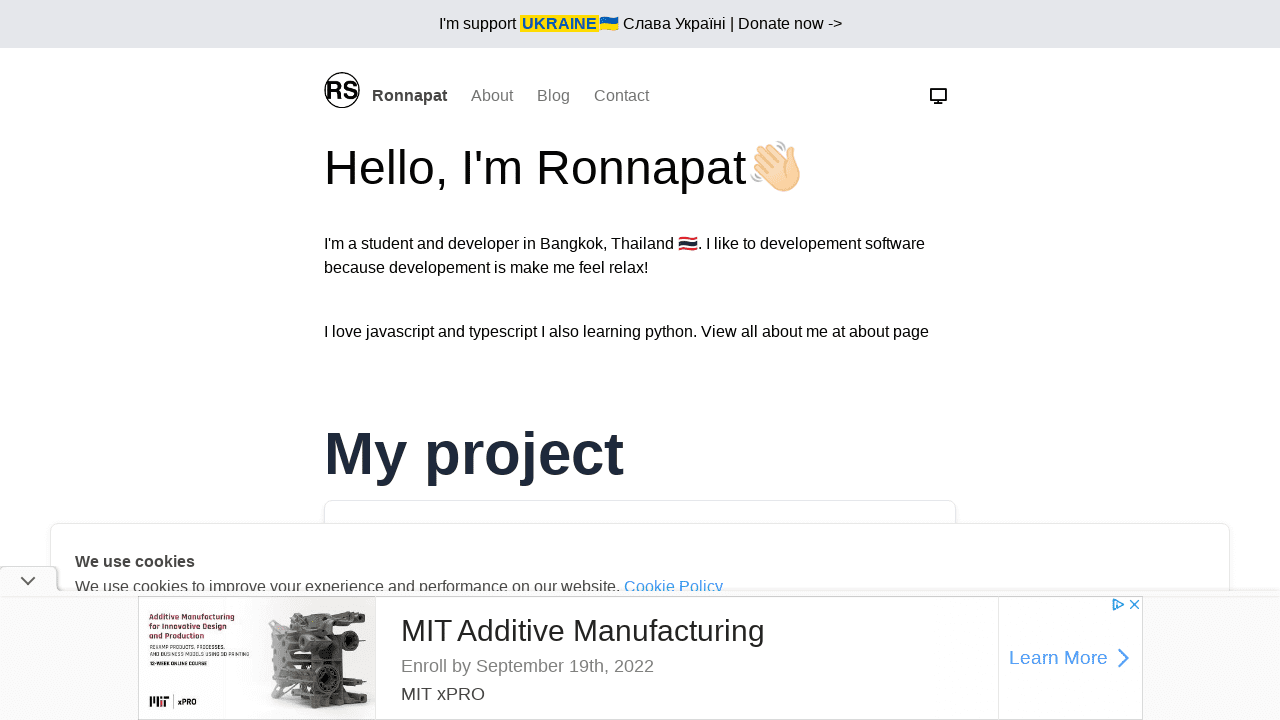 I'm support UKRAINE🇺🇦 Слава Україні | Donate now ->
RS Ronnapat About Blog Contact
Hello, I'm Ronnapat👋🏼
I'm a student and developer in Bangkok, Thailand 🇹🇭. I like to developement software
because developement is make me feel relax!
I love javascript and typescript I also learning python. View all about me at about page
My project
We use cookies
We use cookies to improve your experience and performance on our website. Cookie Policy
Additive Manufacturing
for Innovative Design
and Production
REVAMP PRODUCTS, PROCESSES,
AND BUSINESS MODELS USING 3D PRINTING
12-WEEK ONLINE COURSE
MIT xPRO
MIT Additive Manufacturing
Enroll by September 19th, 2022
MIT xPRO
Learn More